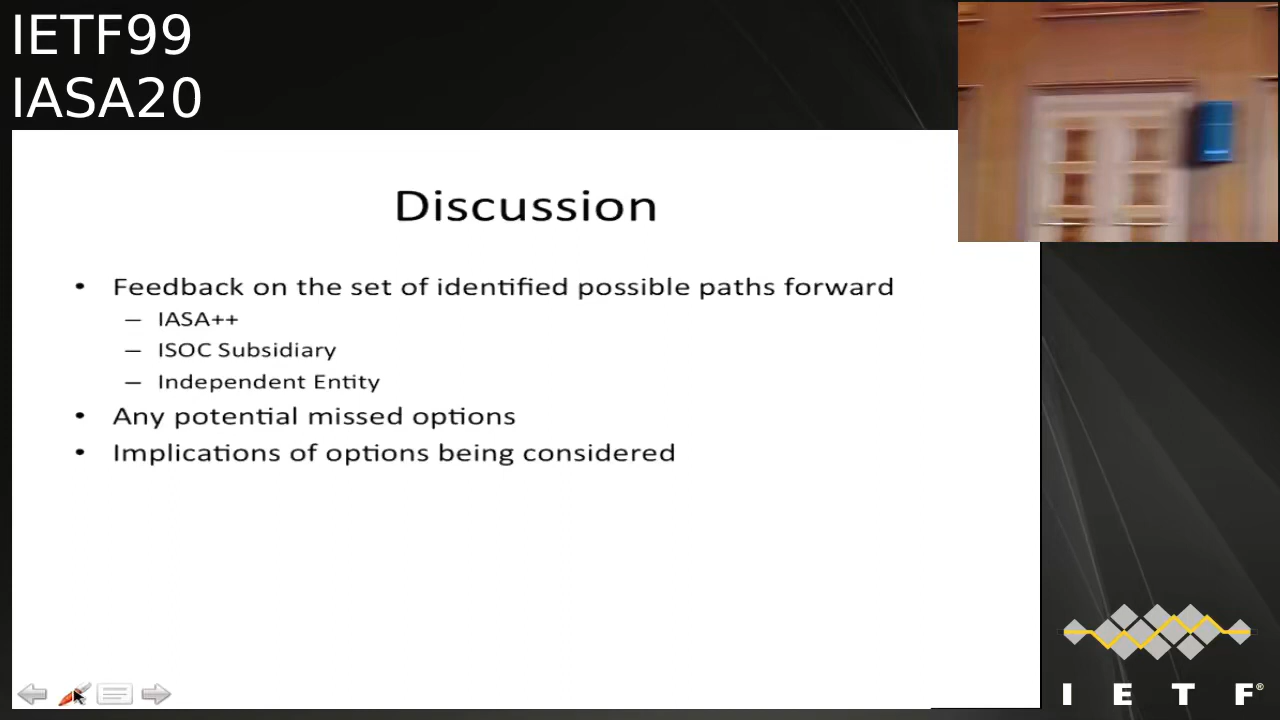 IETF99
IASA20
Discussion
• Feedback on the set of identified possible paths forward
– IASA++
– ISOC Subsidiary
– Independent Entity
• Any potential missed options
• Implications of options being considered
I E T F®